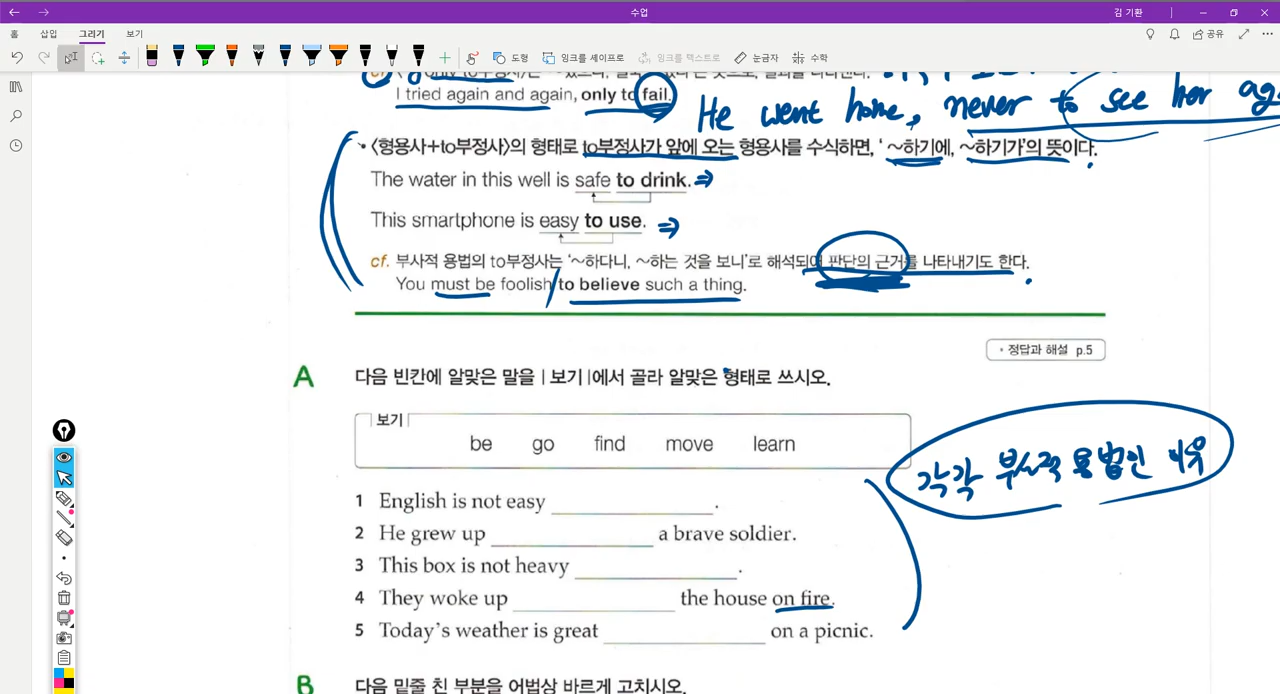 수업
김 기환
홈 삽입 그리기 보기
공유
도형 잉크를 셰이프로 잉크를 텍스트로 눈금자 수학
I tried again and again, only to fail.
He went home, never to see her aga
• 〈형용사+to부정사〉의 형태로 to부정사가 앞에 오는 형용사를 수식하면, '~하기에, ~하기가'의 뜻이다.
The water in this well is safe to drink. ⇒
This smartphone is easy to use. ⇒
cf. 부사적 용법의 to부정사는 '~하다니, ~하는 것을 보니'로 해석되어 판단의 근거를 나타내기도 한다.
You must be foolish / to believe such a thing.
• 정답과 해설 p.5
A 다음 빈칸에 알맞은 말을 | 보기 |에서 골라 알맞은 형태로 쓰시오.
| 보기 |
be go find move learn
각각 부사적 용법인 이유
1 English is not easy ____________.
2 He grew up ____________ a brave soldier.
3 This box is not heavy ____________.
4 They woke up ____________ the house on fire.
5 Today's weather is great ____________ on a picnic.
B 다음 밑줄 친 부분을 어법상 바르게 고치시오.